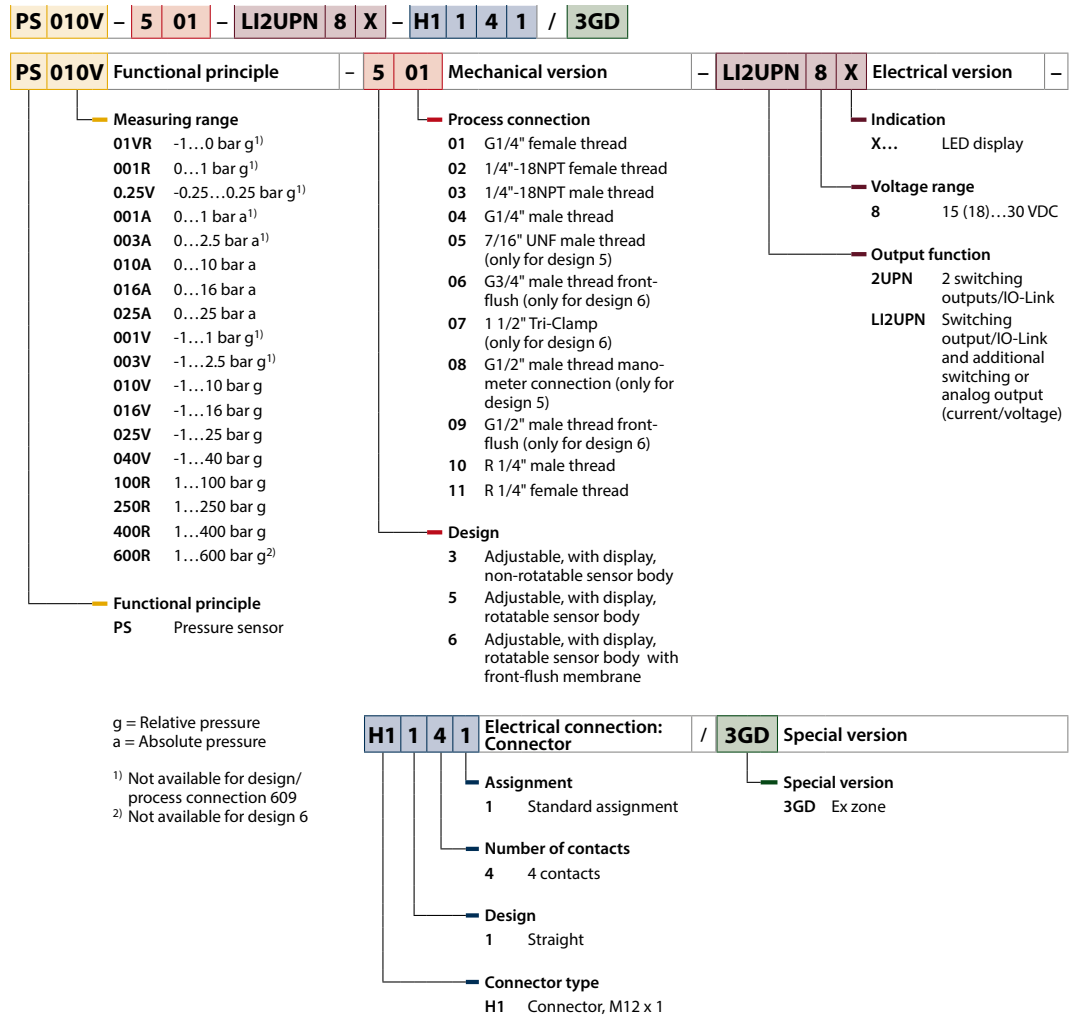 PS 010V – 5 01 – LI2UPN 8 X – H1 1 4 1 / 3GD
PS 010V Functional principle – 5 01 Mechanical version – LI2UPN 8 X Electrical version –
Measuring range
01VR -1…0 bar g1)
001R 0…1 bar g1)
0.25V -0.25…0.25 bar g1)
001A 0…1 bar a1)
003A 0…2.5 bar a1)
010A 0…10 bar a
016A 0…16 bar a
025A 0…25 bar a
001V -1…1 bar g1)
003V -1…2.5 bar g1)
010V -1…10 bar g
016V -1…16 bar g
025V -1…25 bar g
040V -1…40 bar g
100R 1…100 bar g
250R 1…250 bar g
400R 1…400 bar g
600R 1…600 bar g2)
Functional principle
PS Pressure sensor
Process connection
01 G1/4" female thread
02 1/4"-18NPT female thread
03 1/4"-18NPT male thread
04 G1/4" male thread
05 7/16" UNF male thread
(only for design 5)
06 G3/4" male thread front-
flush (only for design 6)
07 1 1/2" Tri-Clamp
(only for design 6)
08 G1/2" male thread mano-
meter connection (only for
design 5)
09 G1/2" male thread front-
flush (only for design 6)
10 R 1/4" male thread
11 R 1/4" female thread
Design
3 Adjustable, with display,
non-rotatable sensor body
5 Adjustable, with display,
rotatable sensor body
6 Adjustable, with display,
rotatable sensor body with
front-flush membrane
Indication
X… LED display
Voltage range
8 15 (18)…30 VDC
Output function
2UPN 2 switching
outputs/IO-Link
LI2UPN Switching
output/IO-Link
and additional
switching or
analog output
(current/voltage)
g = Relative pressure
a = Absolute pressure
1) Not available for design/
process connection 609
2) Not available for design 6
H1 1 4 1 Electrical connection:
Connector
/ 3GD Special version
Assignment
1 Standard assignment
Number of contacts
4 4 contacts
Design
1 Straight
Connector type
H1 Connector, M12 x 1
Special version
3GD Ex zone